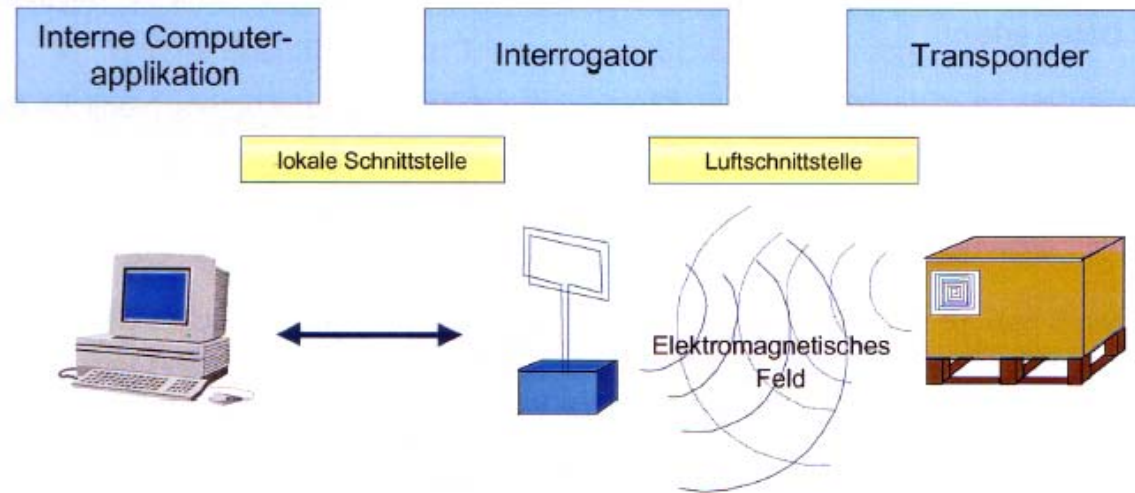 Interne Computer-
applikation
Interrogator
Transponder
lokale Schnittstelle
Luftschnittstelle
Elektromagnetisches
Feld